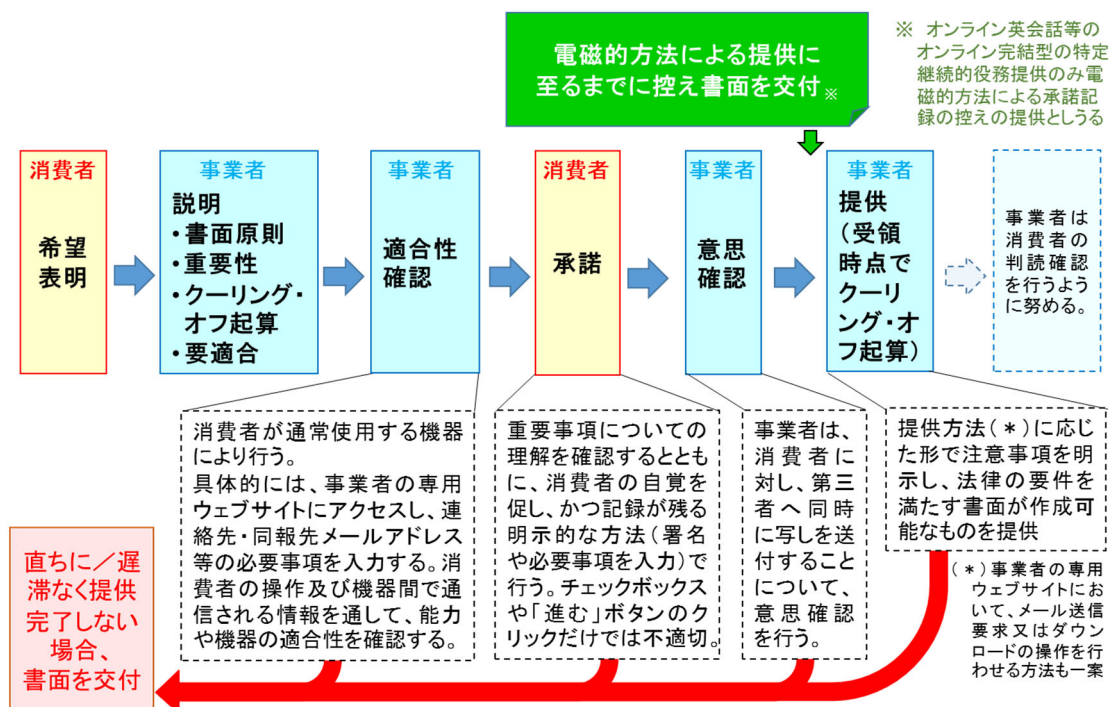 電磁的方法による提供に
至るまでに控え書面を交付※
※ オンライン英会話等の
オンライン完結型の特定
継続的役務提供のみ電
磁的方法による承諾記
録の控えの提供としうる
消費者
希望
表明
事業者
説明
・書面原則
・重要性
・クーリング・
オフ起算
・要適合
事業者
適合性
確認
消費者
承諾
事業者
意思
確認
事業者
提供
(受領
時点で
クーリ
ング・オ
フ起算)
事業者は
消費者の
判読確認
を行うよう
に努める。
消費者が通常使用する機器
により行う。
具体的には、事業者の専用
ウェブサイトにアクセスし、連
絡先・同報先メールアドレス
等の必要事項を入力する。消
費者の操作及び機器間で通
信される情報を通して、能力
や機器の適合性を確認する。
重要事項についての
理解を確認するととも
に、消費者の自覚を
促し、かつ記録が残る
明示的な方法(署名
や必要事項を入力)で
行う。チェックボックス
や「進む」ボタンのク
リックだけでは不適切。
事業者は、
消費者に
対し、第三
者へ同時
に写しを送
付すること
について、
意思確認
を行う。
提供方法(*)に応じ
た形で注意事項を明
示し、法律の要件を
満たす書面が作成可
能なものを提供
(*)事業者の専用
ウェブサイトにお
いて、メール送信
要求又はダウン
ロードの操作を行
わせる方法も一案
直ちに/遅
滞なく提供
完了しない
場合、
書面を交付